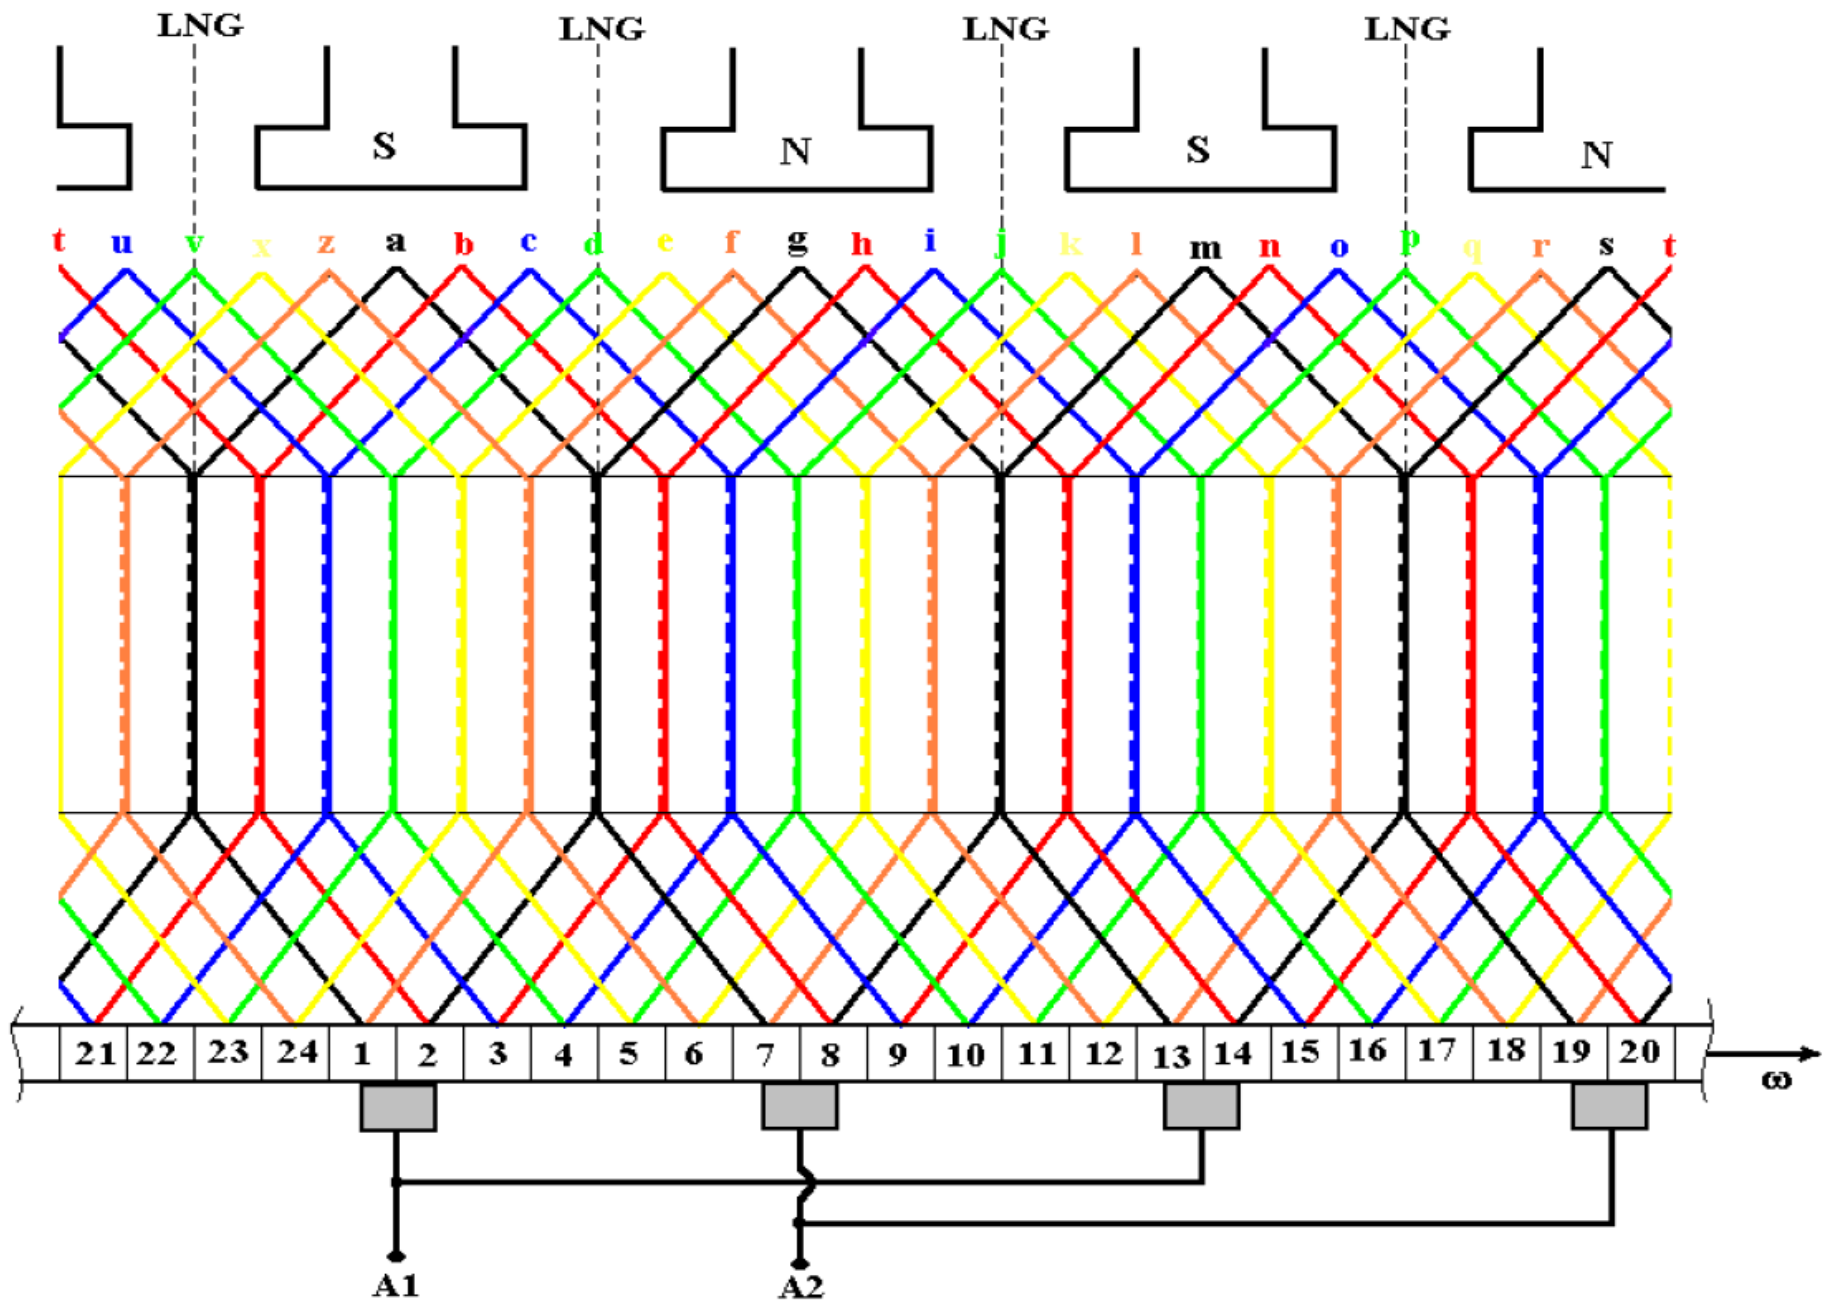 LNG LNG LNG LNG
S N S N
t u v x z a b c d e f g h i j k l m n o p q r s t
21 22 23 24 1 2 3 4 5 6 7 8 9 10 11 12 13 14 15 16 17 18 19 20
ω
A1 A2